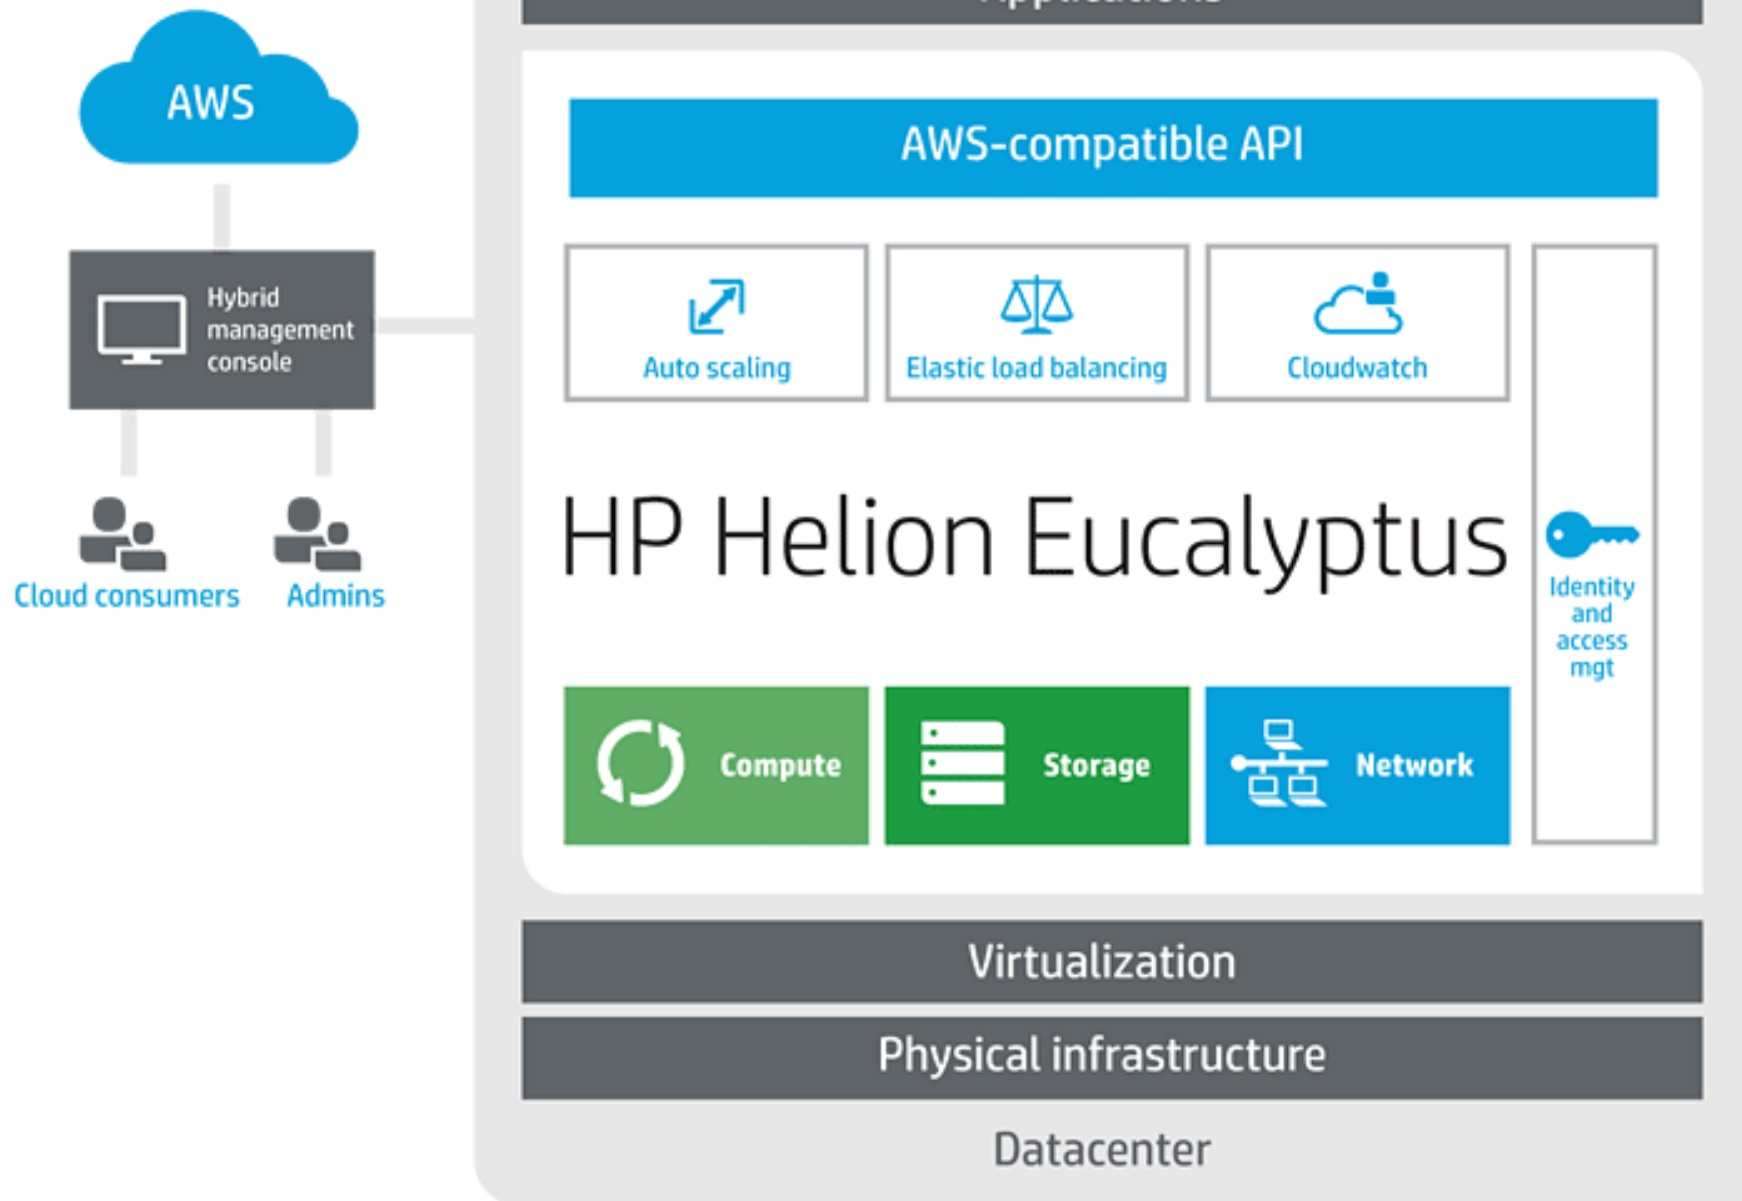 Applications
AWS
AWS-compatible API
Hybrid
management
console
Auto scaling
Elastic load balancing
Cloudwatch
HP Helion Eucalyptus
Identity
and
access
mgt
Cloud consumers
Admins
Compute
Storage
Network
Virtualization
Physical infrastructure
Datacenter